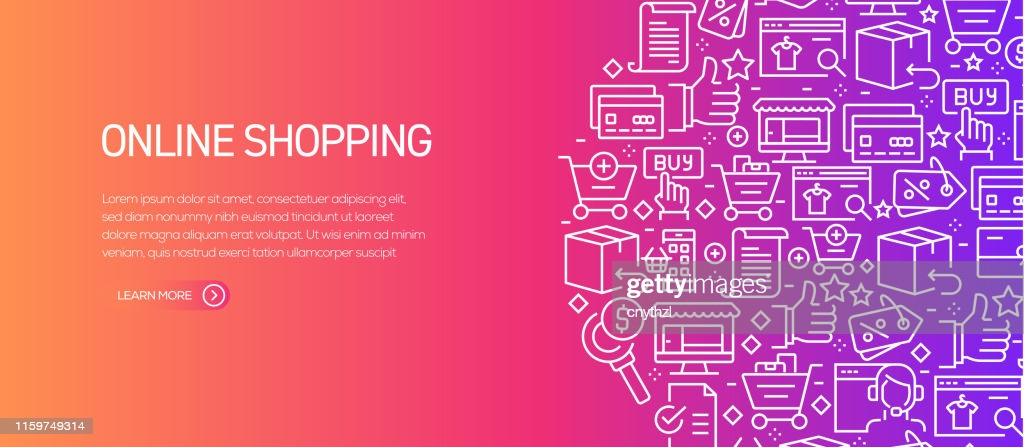 ONLINE SHOPPING
Lorem ipsum dolor sit amet, consectetuer adipiscing elit,
sed diam nonummy nibh euismod tincidunt ut laoreet
dolore magna aliquam erat volutpat. Ut wisi enim ad minim
veniam, quis nostrud exerci tation ullamcorper suscipit
LEARN MORE
BUY
BUY
gettyimages
cnythzl
1159749314